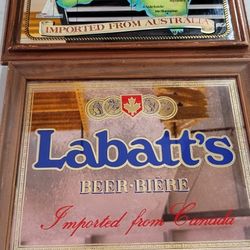 IMPORTED FROM AUSTRALIA
Labatt's
BEER·BIÈRE
Imported from Canada